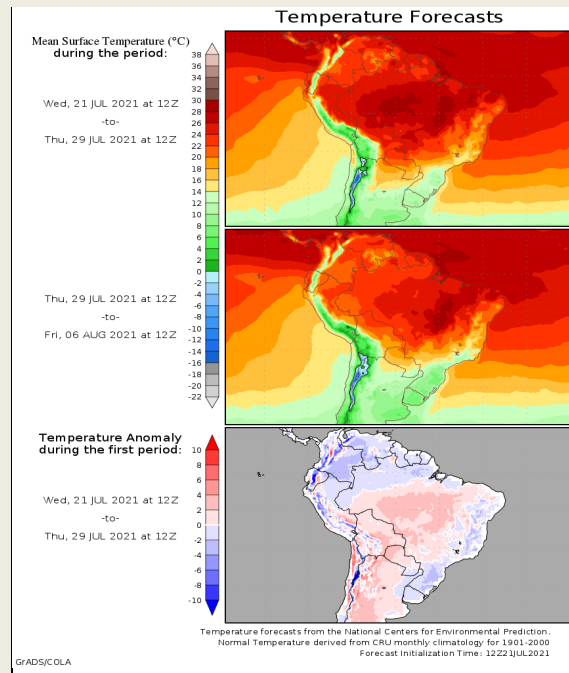 Temperature Forecasts
Mean Surface Temperature (°C)
during the period:
Wed, 21 JUL 2021 at 12Z
-to-
Thu, 29 JUL 2021 at 12Z
38
36
34
32
30
28
26
24
22
20
18
16
14
12
10
8
6
4
2
0
-2
-4
-6
-8
-10
-12
-14
-16
-18
-20
-22
Thu, 29 JUL 2021 at 12Z
-to-
Fri, 06 AUG 2021 at 12Z
Temperature Anomaly
during the first period:
Wed, 21 JUL 2021 at 12Z
-to-
Thu, 29 JUL 2021 at 12Z
10
8
6
4
2
0
-2
-4
-6
-8
-10
Temperature forecasts from the National Centers for Environmental Prediction.
Normal Temperature derived from CRU monthly climatology for 1901-2000
Forecast Initialization Time: 12Z21JUL2021
GrADS/COLA